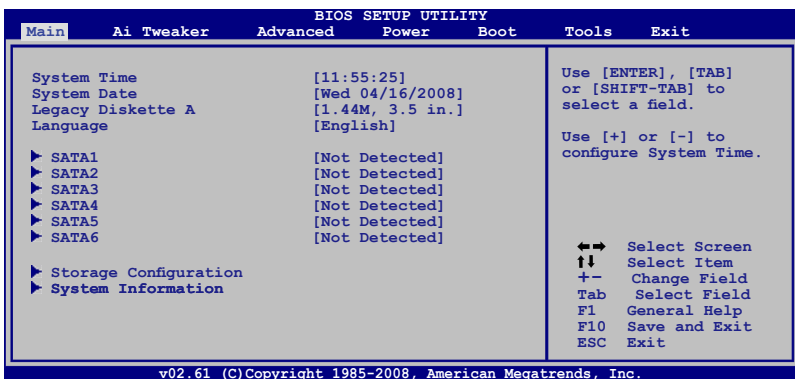 BIOS SETUP UTILITY
Main Ai Tweaker Advanced Power Boot Tools Exit
System Time [11:55:25]
System Date [Wed 04/16/2008]
Legacy Diskette A [1.44M, 3.5 in.]
Language [English]
SATA1 [Not Detected]
SATA2 [Not Detected]
SATA3 [Not Detected]
SATA4 [Not Detected]
SATA5 [Not Detected]
SATA6 [Not Detected]
Storage Configuration
System Information
Use [ENTER], [TAB]
or [SHIFT-TAB] to
select a field.
Use [+] or [-] to
configure System Time.
←→ Select Screen
↑↓ Select Item
+- Change Field
Tab Select Field
F1 General Help
F10 Save and Exit
ESC Exit
v02.61 (C)Copyright 1985-2008, American Megatrends, Inc.